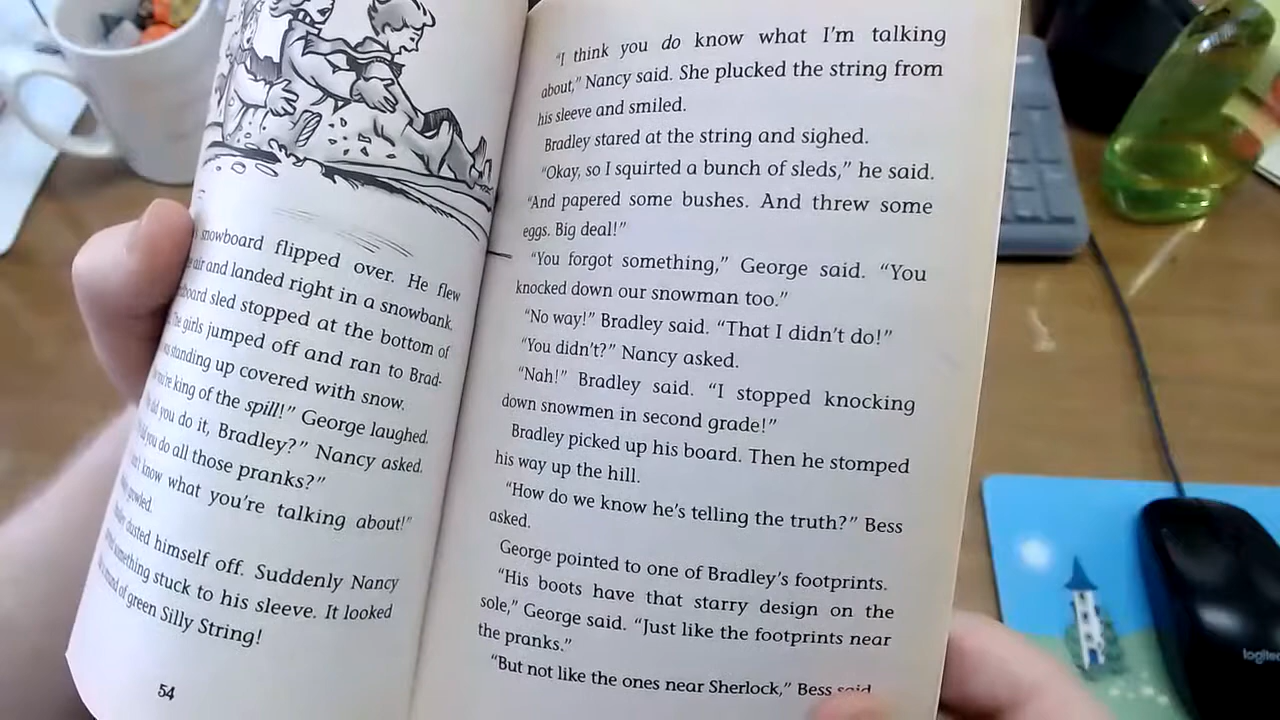 snowboard flipped over. He flew
air and landed right in a snowbank.
board sled stopped at the bottom of
girls jumped off and ran to Brad-
standing up covered with snow.
king of the spill!" George laughed.
did you do it, Bradley?" Nancy asked.
you do all those pranks?"
know what you're talking about!"
growled.
dusted himself off. Suddenly Nancy
something stuck to his sleeve. It looked
of green Silly String!
54
"I think you do know what I'm talking
about," Nancy said. She plucked the string from
his sleeve and smiled.
Bradley stared at the string and sighed.
"Okay, so I squirted a bunch of sleds," he said.
"And papered some bushes. And threw some
eggs. Big deal!"
"You forgot something," George said. "You
knocked down our snowman too."
"No way!" Bradley said. "That I didn't do!"
"You didn't?" Nancy asked.
"Nah!" Bradley said. "I stopped knocking
down snowmen in second grade!"
Bradley picked up his board. Then he stomped
his way up the hill.
"How do we know he's telling the truth?" Bess
asked.
George pointed to one of Bradley's footprints.
"His boots have that starry design on the
sole," George said. "Just like the footprints near
the pranks."
"But not like the ones near Sherlock," Bess said
logitech